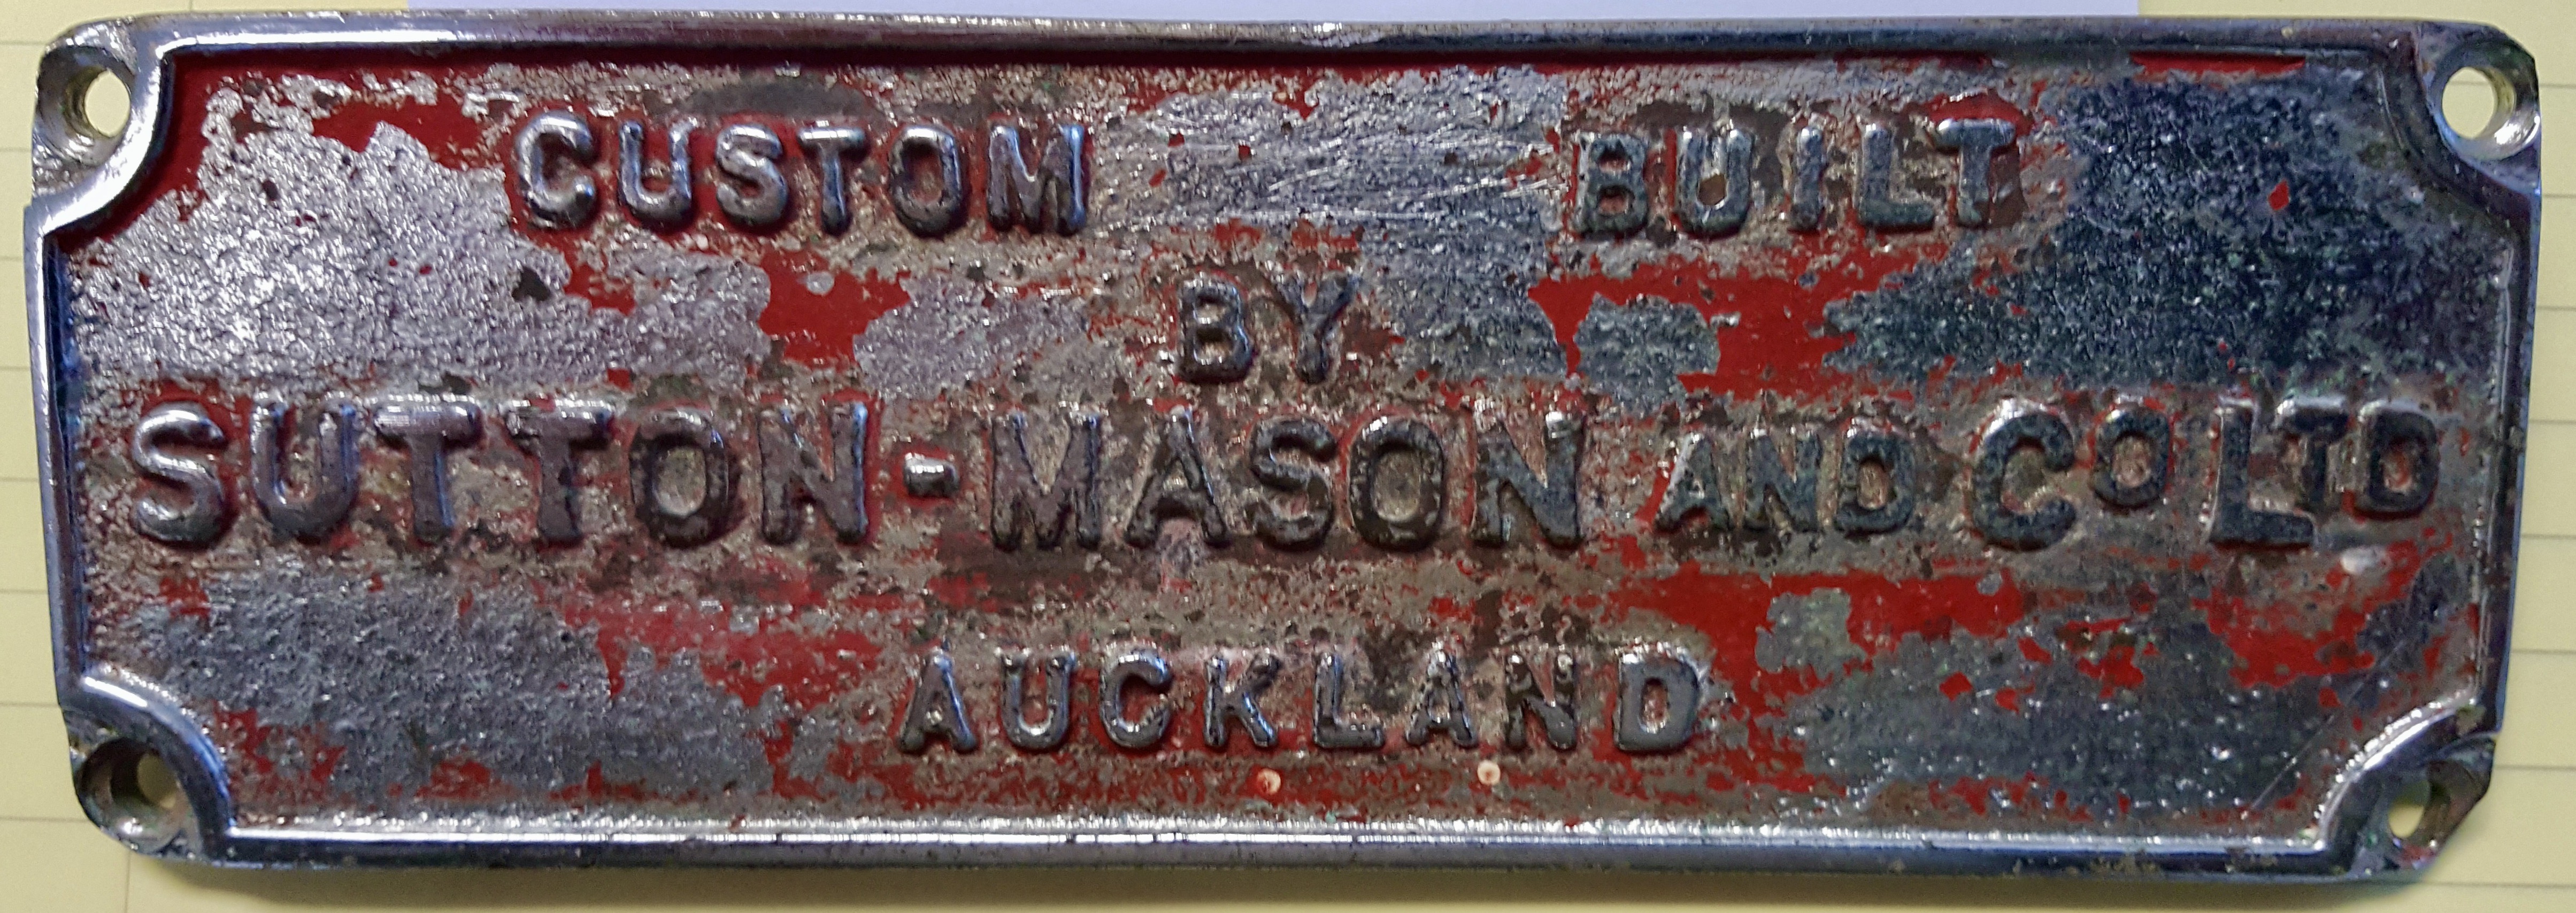 CUSTOM BUILT
BY
SUTTON-MASON AND CO LTD
AUCKLAND